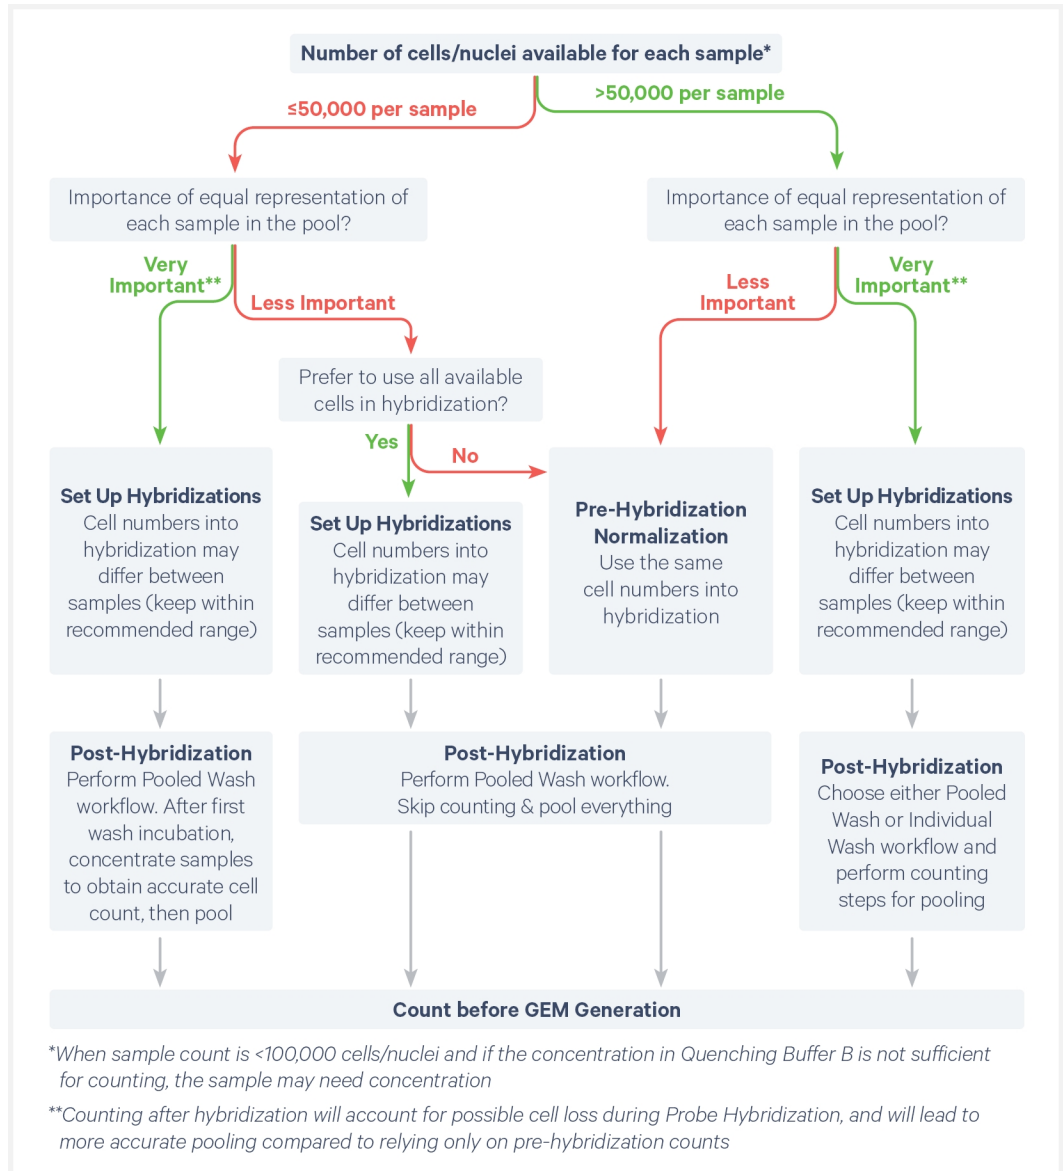 Number of cells/nuclei available for each sample*
≤50,000 per sample
>50,000 per sample
Importance of equal representation of
each sample in the pool?
Importance of equal representation of
each sample in the pool?
Very
Important**
Less Important
Less
Important
Very
Important**
Prefer to use all available
cells in hybridization?
Yes
No
Set Up Hybridizations
Cell numbers into
hybridization may
differ between
samples (keep within
recommended range)
Set Up Hybridizations
Cell numbers into
hybridization may
differ between
samples (keep within
recommended range)
Pre-Hybridization
Normalization
Use the same
cell numbers into
hybridization
Set Up Hybridizations
Cell numbers into
hybridization may
differ between
samples (keep within
recommended range)
Post-Hybridization
Perform Pooled Wash
workflow. After first
wash incubation,
concentrate samples
to obtain accurate cell
count, then pool
Post-Hybridization
Perform Pooled Wash workflow.
Skip counting & pool everything
Post-Hybridization
Choose either Pooled
Wash or Individual
Wash workflow and
perform counting
steps for pooling
Count before GEM Generation
*When sample count is <100,000 cells/nuclei and if the concentration in Quenching Buffer B is not sufficient
for counting, the sample may need concentration
**Counting after hybridization will account for possible cell loss during Probe Hybridization, and will lead to
more accurate pooling compared to relying only on pre-hybridization counts